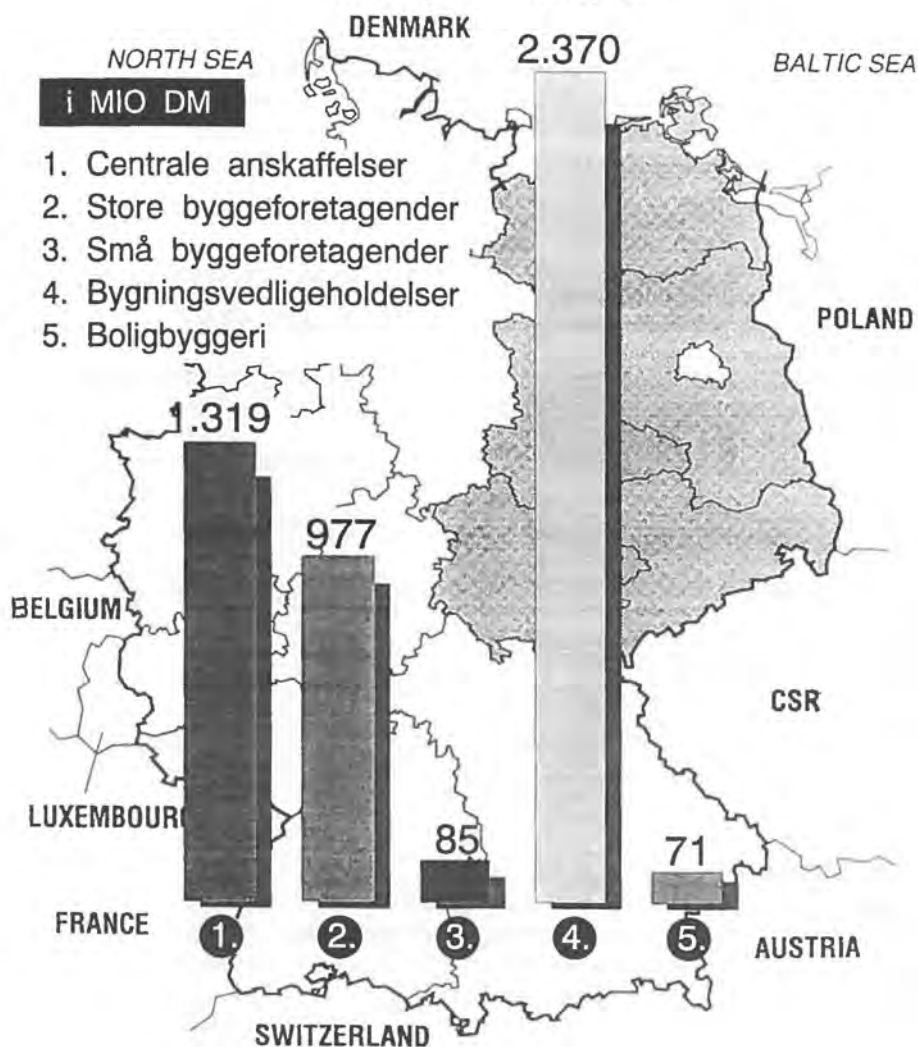 DENMARK
NORTH SEA
2.370
BALTIC SEA
i MIO DM
1. Centrale anskaffelser
2. Store byggeforetagender
3. Små byggeforetagender
4. Bygningsvedligeholdelser
5. Boligbyggeri
POLAND
1.319
977
BELGIUM
CSR
LUXEMBOURG
85
71
FRANCE
1.
2.
3.
4.
5.
AUSTRIA
SWITZERLAND